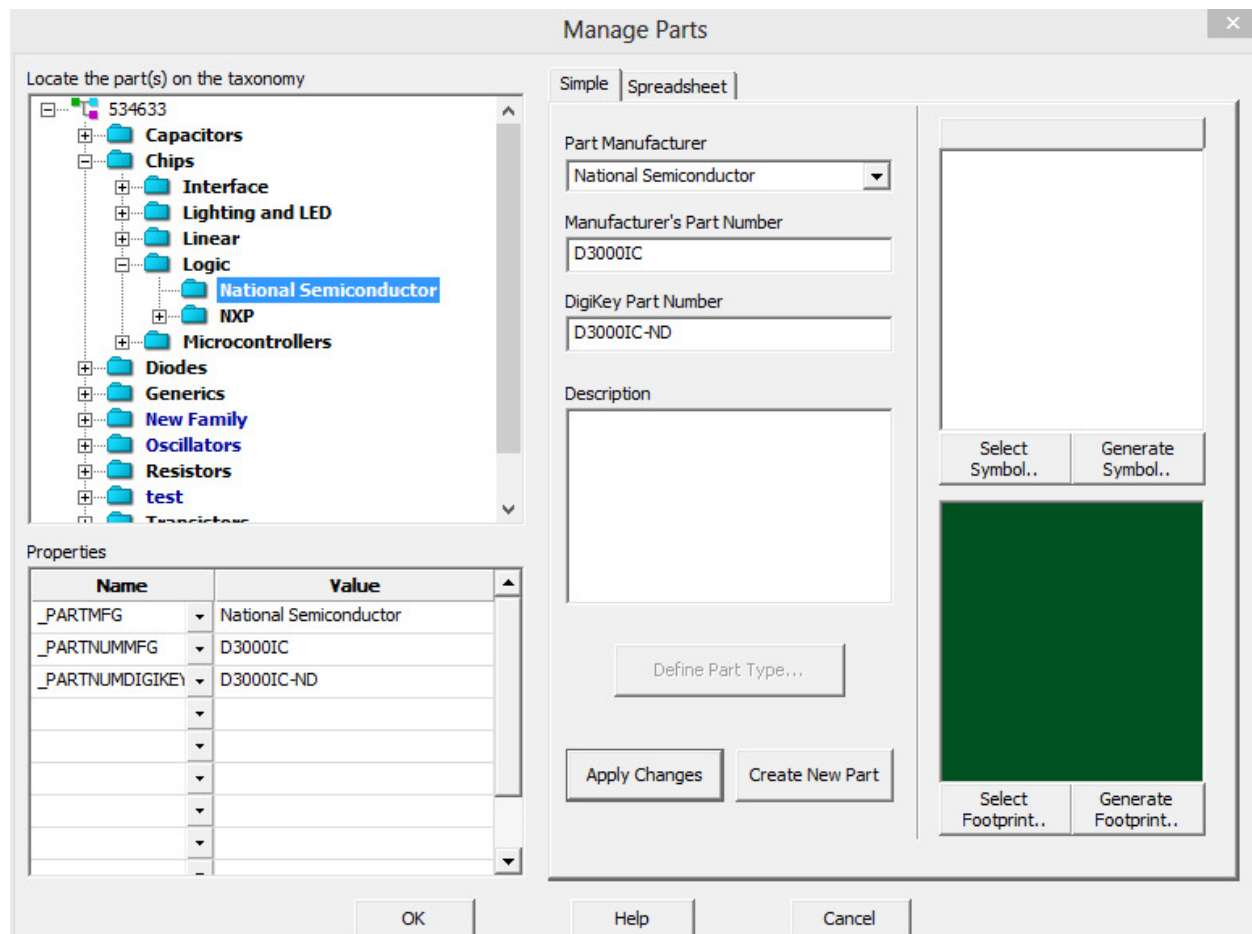 Manage Parts
Locate the part(s) on the taxonomy
534633
Capacitors
Chips
Interface
Lighting and LED
Linear
Logic
National Semiconductor
NXP
Microcontrollers
Diodes
Generics
New Family
Oscillators
Resistors
test
Transistors
Properties
Name Value
_PARTMFG National Semiconductor
_PARTNUMMFG D3000IC
_PARTNUMDIGIKEY D3000IC-ND
Simple Spreadsheet
Part Manufacturer
National Semiconductor
Manufacturer's Part Number
D3000IC
DigiKey Part Number
D3000IC-ND
Description
Define Part Type...
Apply Changes Create New Part
Select
Symbol..
Generate
Symbol..
Select
Footprint..
Generate
Footprint..
OK Help Cancel